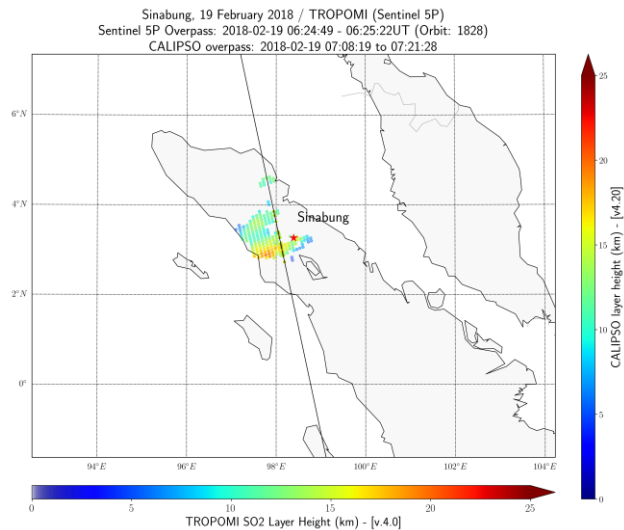 Sinabung, 19 February 2018 / TROPOMI (Sentinel 5P)
Sentinel 5P Overpass: 2018-02-19 06:24:49 - 06:25:22UT (Orbit: 1828)
CALIPSO overpass: 2018-02-19 07:08:19 to 07:21:28
6°N
4°N
2°N
0°
94°E 96°E 98°E 100°E 102°E 104°E
Sinabung
0 5 10 15 20 25
TROPOMI SO2 Layer Height (km) - [v.4.0]
25
20
15
10
5
0
CALIPSO layer height (km) - [v4.20]